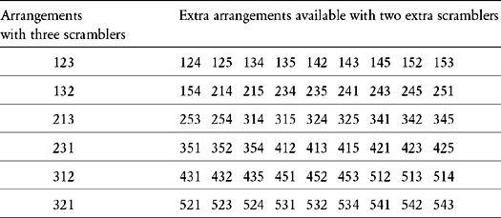 Arrangements Extra arrangements available with two extra scramblers
with three scramblers
123 124 125 134 135 142 143 145 152 153
132 154 214 215 234 235 241 243 245 251
213 253 254 314 315 324 325 341 342 345
231 351 352 354 412 413 415 421 423 425
312 431 432 435 451 452 453 512 513 514
321 521 523 524 531 532 534 541 542 543